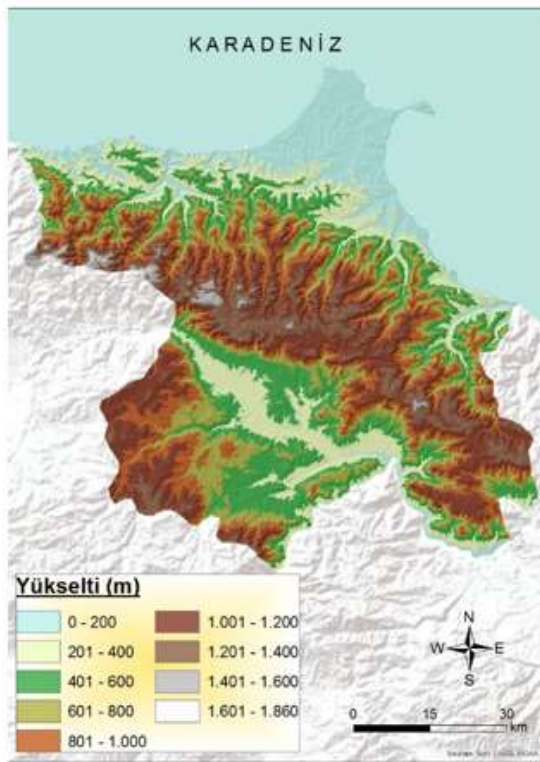 KARADENİZ
Yükselti (m)
0 - 200
201 - 400
401 - 600
601 - 800
801 - 1.000
1.001 - 1.200
1.201 - 1.400
1.401 - 1.600
1.601 - 1.860
N
W E
S
0 15 30
km